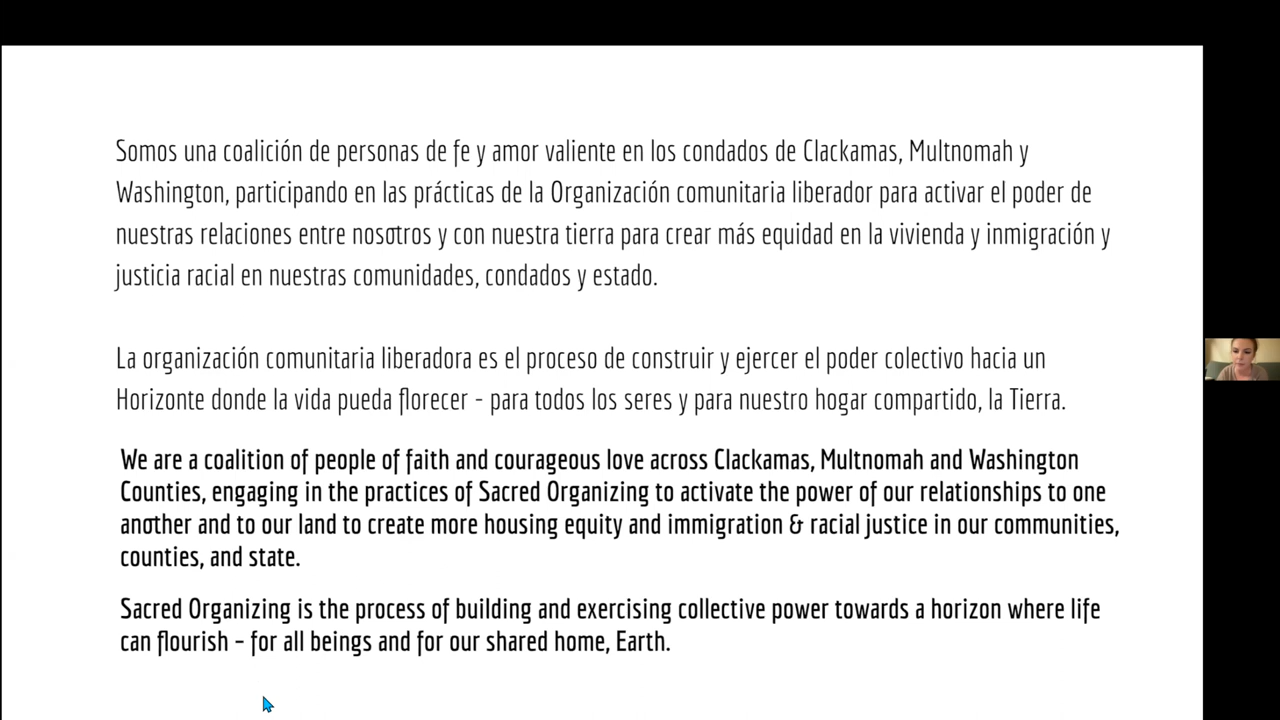 Somos una coalición de personas de fe y amor valiente en los condados de Clackamas, Multnomah y
Washington, participando en las prácticas de la Organización comunitaria liberador para activar el poder de
nuestras relaciones entre nosotros y con nuestra tierra para crear más equidad en la vivienda y inmigración y
justicia racial en nuestras comunidades, condados y estado.
La organización comunitaria liberadora es el proceso de construir y ejercer el poder colectivo hacia un
Horizonte donde la vida pueda florecer - para todos los seres y para nuestro hogar compartido, la Tierra.
We are a coalition of people of faith and courageous love across Clackamas, Multnomah and Washington
Counties, engaging in the practices of Sacred Organizing to activate the power of our relationships to one
another and to our land to create more housing equity and immigration & racial justice in our communities,
counties, and state.
Sacred Organizing is the process of building and exercising collective power towards a horizon where life
can flourish – for all beings and for our shared home, Earth.